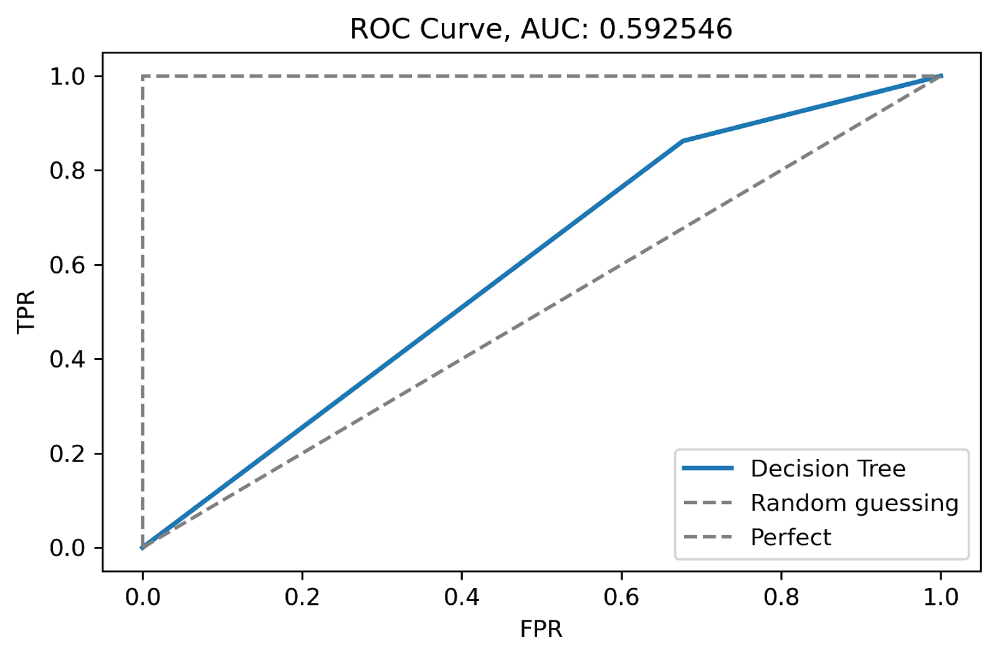 ROC Curve, AUC: 0.592546
TPR
1.0
0.8
0.6
0.4
0.2
0.0
Decision Tree
Random guessing
Perfect
0.0 0.2 0.4 0.6 0.8 1.0
FPR